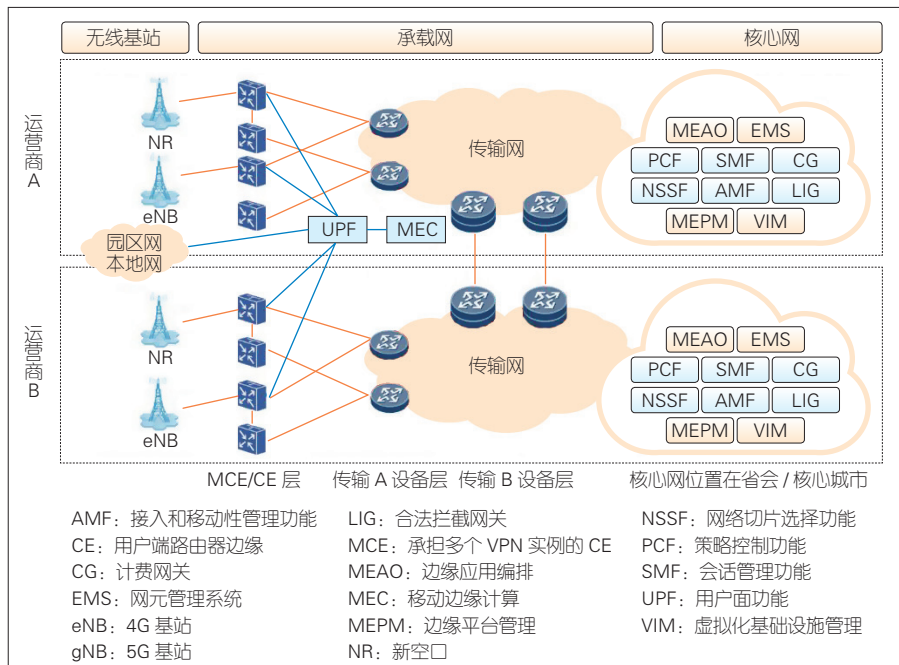 无线基站 承载网 核心网
运营商A
NR
eNB
园区网
本地网
UPF MEC
传输网
MEAO EMS
PCF SMF CG
NSSF AMF LIG
MEPM VIM
运营商B
NR
eNB
传输网
MEAO EMS
PCF SMF CG
NSSF AMF LIG
MEPM VIM
MCE/CE 层 传输 A 设备层 传输 B 设备层 核心网位置在省会 / 核心城市
AMF：接入和移动性管理功能
CE：用户端路由器边缘
CG：计费网关
EMS：网元管理系统
eNB：4G 基站
gNB：5G 基站
LIG：合法拦截网关
MCE：承担多个 VPN 实例的 CE
MEAO：边缘应用编排
MEC：移动边缘计算
MEPM：边缘平台管理
NR：新空口
NSSF：网络切片选择功能
PCF：策略控制功能
SMF：会话管理功能
UPF：用户面功能
VIM：虚拟化基础设施管理